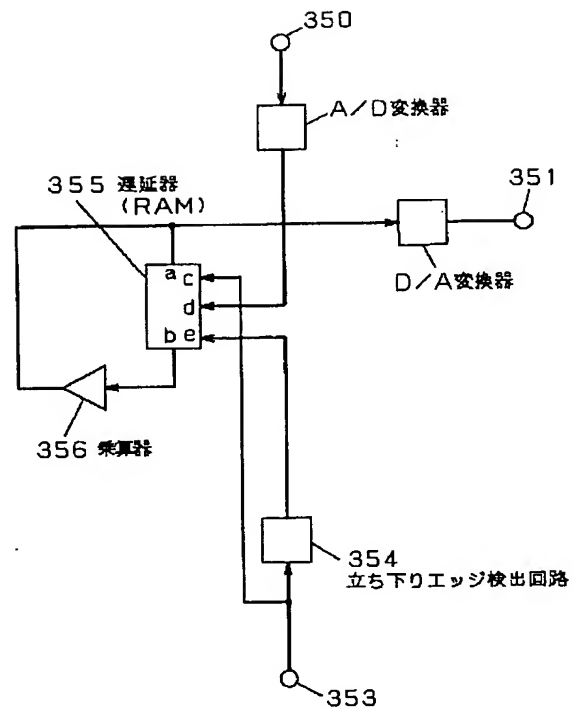 350
A/D変換器
355 遅延器
(RAM)
351
D/A変換器
a
c
d
b
e
356 乗算器
354
立ち下りエッジ検出回路
353